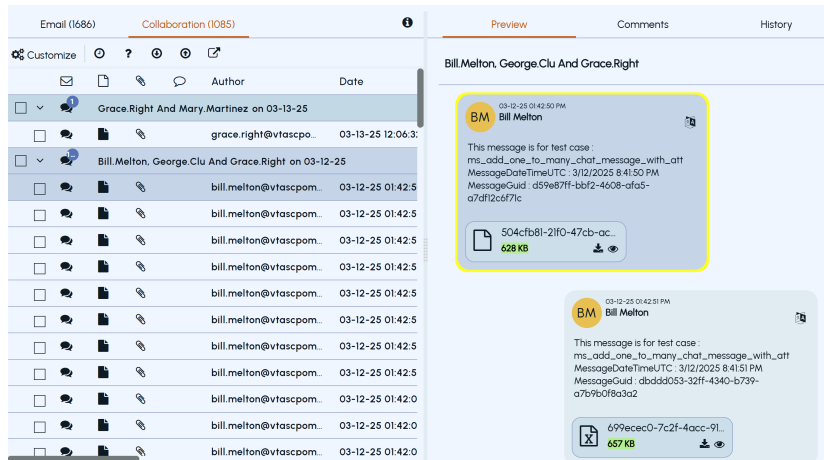 Email (1686)
Collaboration (1085)
Customize
?
Author
Date
1
Grace.Right And Mary.Martinez on 03-13-25
grace.right@vtascpo...
03-13-25 12:06:3
1...
Bill.Melton, George.Clu And Grace.Right on 03-12-25
bill.melton@vtascpom...
03-12-25 01:42:5
bill.melton@vtascpom...
03-12-25 01:42:5
bill.melton@vtascpom...
03-12-25 01:42:5
bill.melton@vtascpom...
03-12-25 01:42:5
bill.melton@vtascpom...
03-12-25 01:42:5
bill.melton@vtascpom...
03-12-25 01:42:5
bill.melton@vtascpom...
03-12-25 01:42:5
bill.melton@vtascpom...
03-12-25 01:42:5
bill.melton@vtascpom...
03-12-25 01:42:0
bill.melton@vtascpom...
03-12-25 01:42:0
bill.melton@vtascpom...
03-12-25 01:42:0
Preview
Comments
History
Bill.Melton, George.Clu And Grace.Right
BM
03-12-25 01:42:50 PM
Bill Melton
This message is for test case :
ms_add_one_to_many_chat_message_with_att
MessageDateTimeUTC : 3/12/2025 8:41:50 PM
MessageGuid : d59e87ff-bbf2-4608-afa5-
a7df12c6f71c
504cfb81-21f0-47cb-ac...
628 KB
BM
03-12-25 01:42:51 PM
Bill Melton
This message is for test case :
ms_add_one_to_many_chat_message_with_att
MessageDateTimeUTC : 3/12/2025 8:41:51 PM
MessageGuid : dbddd053-32ff-4340-b739-
a7b9b0f8a3a2
699ecec0-7c2f-4acc-91...
657 KB